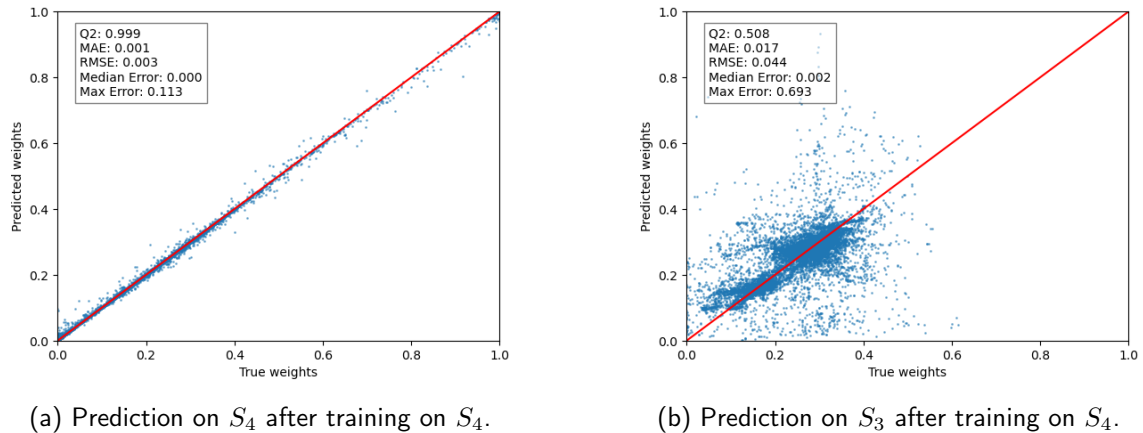 Q2: 0.999
MAE: 0.001
RMSE: 0.003
Median Error: 0.000
Max Error: 0.113
1.0
0.8
0.6
0.4
0.2
0.0
Predicted weights
0.0 0.2 0.4 0.6 0.8 1.0
True weights
(a) Prediction on S₄ after training on S₄.
Q2: 0.508
MAE: 0.017
RMSE: 0.044
Median Error: 0.002
Max Error: 0.693
1.0
0.8
0.6
0.4
0.2
0.0
Predicted weights
0.0 0.2 0.4 0.6 0.8 1.0
True weights
(b) Prediction on S₃ after training on S₄.